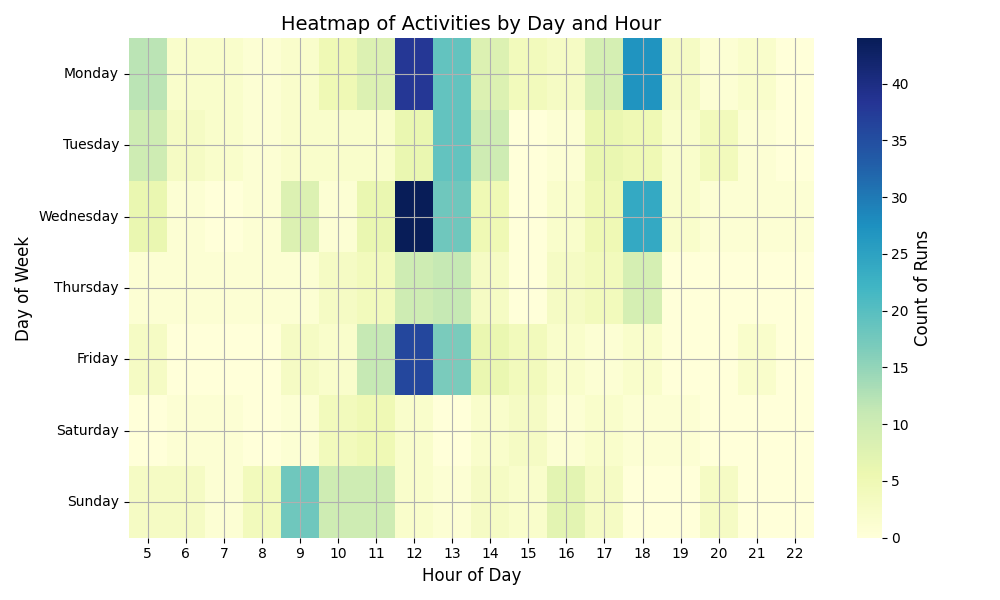 Heatmap of Activities by Day and Hour
Day of Week
Monday
Tuesday
Wednesday
Thursday
Friday
Saturday
Sunday
5 6 7 8 9 10 11 12 13 14 15 16 17 18 19 20 21 22
Hour of Day
40
35
30
25
20
15
10
5
0
Count of Runs